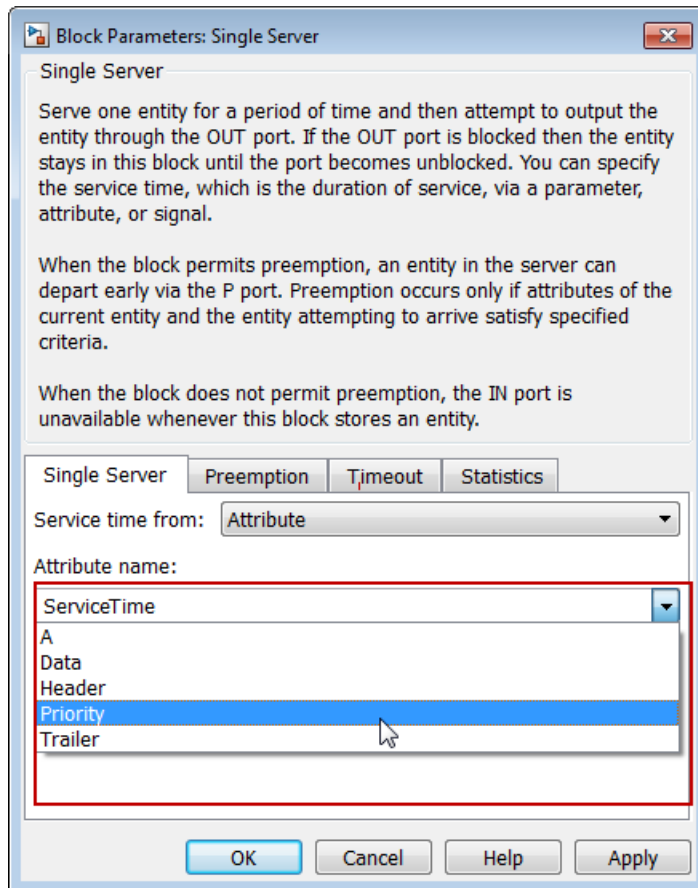 Block Parameters: Single Server
Single Server
Serve one entity for a period of time and then attempt to output the
entity through the OUT port. If the OUT port is blocked then the entity
stays in this block until the port becomes unblocked. You can specify
the service time, which is the duration of service, via a parameter,
attribute, or signal.
When the block permits preemption, an entity in the server can
depart early via the P port. Preemption occurs only if attributes of the
current entity and the entity attempting to arrive satisfy specified
criteria.
When the block does not permit preemption, the IN port is
unavailable whenever this block stores an entity.
Single Server Preemption Timeout Statistics
Service time from: Attribute
Attribute name:
ServiceTime
A
Data
Header
Priority
Trailer
OK Cancel Help Apply